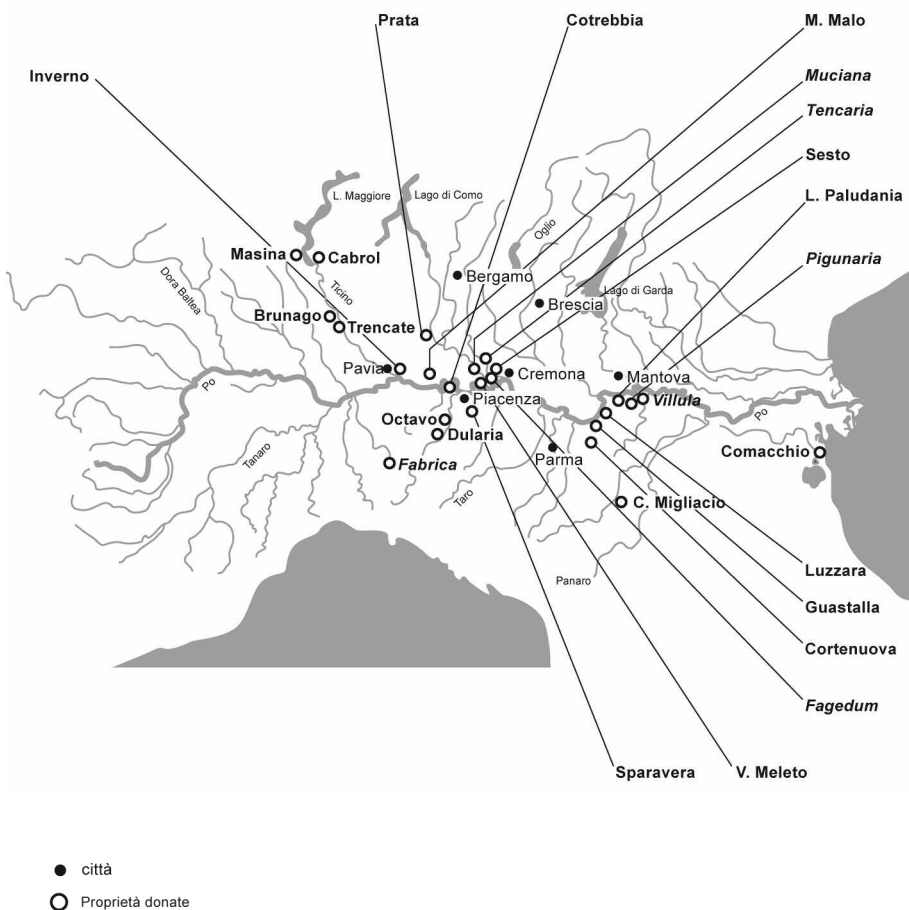 Prata
Cotrebbia
M. Malo
Inverno
Muciana
Tencaria
Sesto
L. Maggiore
Lago di Como
L. Paludania
Oglio
Masina
Cabrol
Pigunaria
Dora Baltea
Bergamo
Ticino
Lago di Garda
Brescia
Brunago
Trencate
Pavia
Cremona
Mantova
Po
Piacenza
Villula
Po
Octavo
Dularia
Tanaro
Parma
Comacchio
Fabrica
Taro
C. Migliacio
Panaro
Luzzara
Guastalla
Cortenuova
Fagedum
Sparavera
V. Meleto
città
Proprietà donate